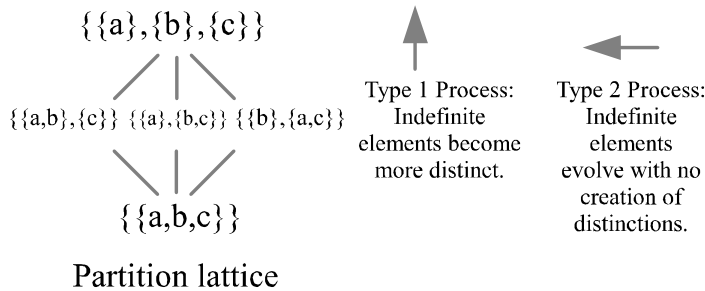 {{a},{b},{c}}
{{a,b},{c}} {{a},{b,c}} {{b},{a,c}}
{{a,b,c}}
Partition lattice
Type 1 Process:
Indefinite
elements become
more distinct.
Type 2 Process:
Indefinite
elements
evolve with no
creation of
distinctions.